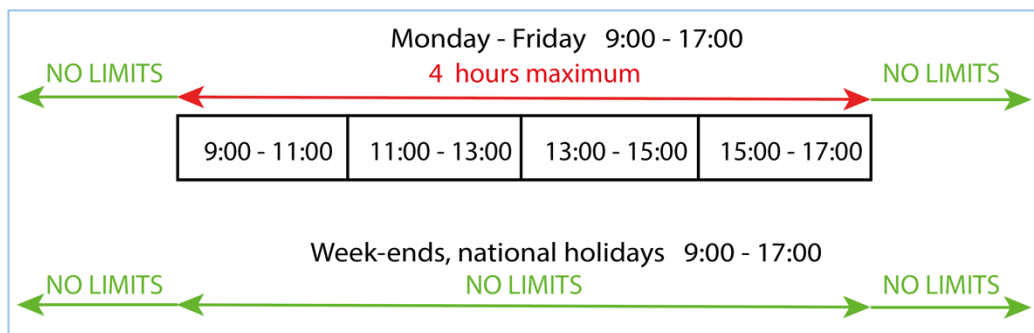 Monday - Friday 9:00 - 17:00
NO LIMITS 4 hours maximum NO LIMITS
9:00 - 11:00 11:00 - 13:00 13:00 - 15:00 15:00 - 17:00
Week-ends, national holidays 9:00 - 17:00
NO LIMITS NO LIMITS NO LIMITS